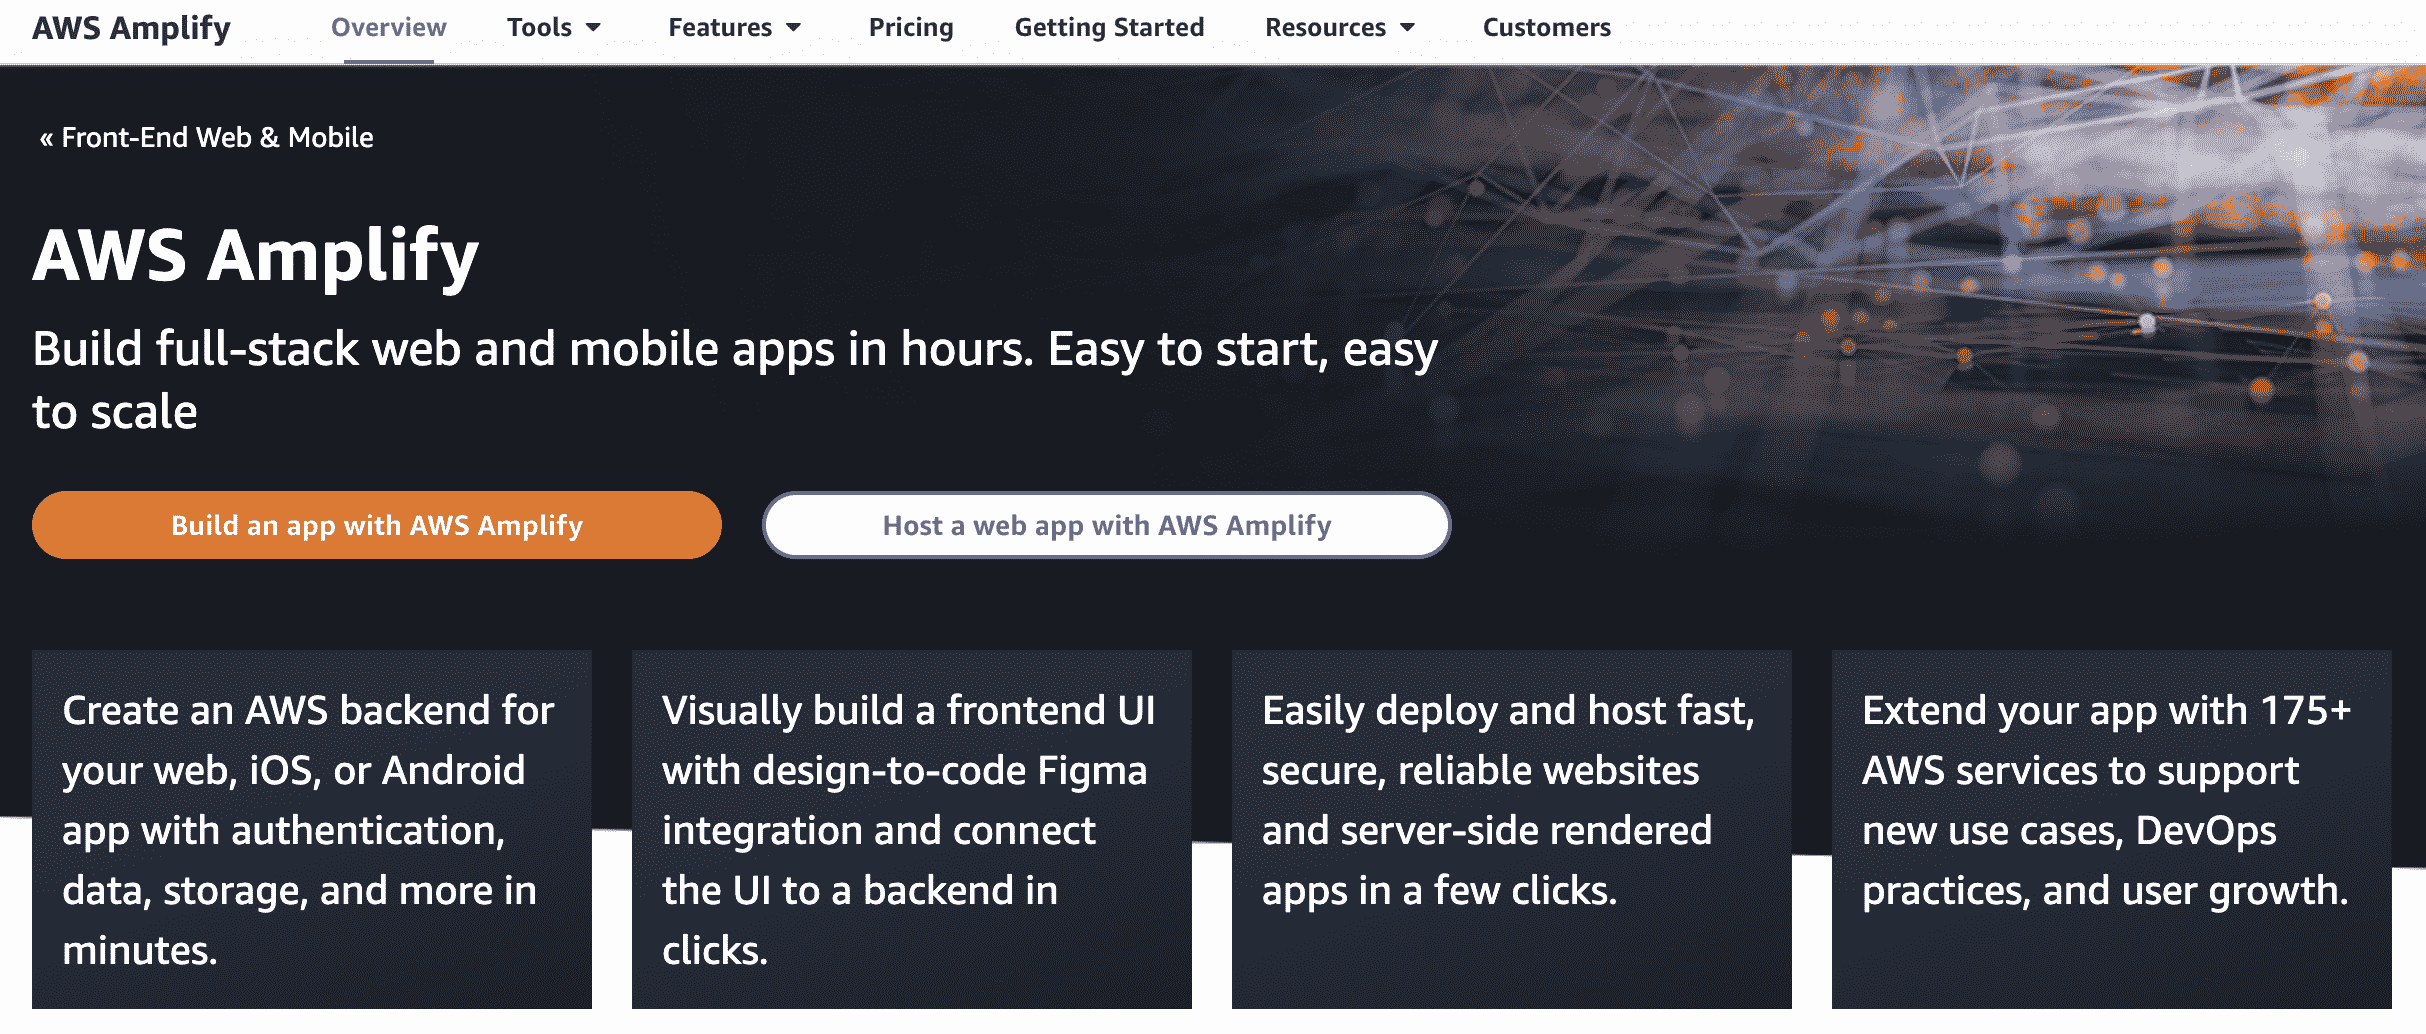 AWS Amplify Overview Tools Features Pricing Getting Started Resources Customers
« Front-End Web & Mobile
AWS Amplify
Build full-stack web and mobile apps in hours. Easy to start, easy
to scale
Build an app with AWS Amplify Host a web app with AWS Amplify
Create an AWS backend for
your web, iOS, or Android
app with authentication,
data, storage, and more in
minutes.
Visually build a frontend UI
with design-to-code Figma
integration and connect
the UI to a backend in
clicks.
Easily deploy and host fast,
secure, reliable websites
and server-side rendered
apps in a few clicks.
Extend your app with 175+
AWS services to support
new use cases, DevOps
practices, and user growth.